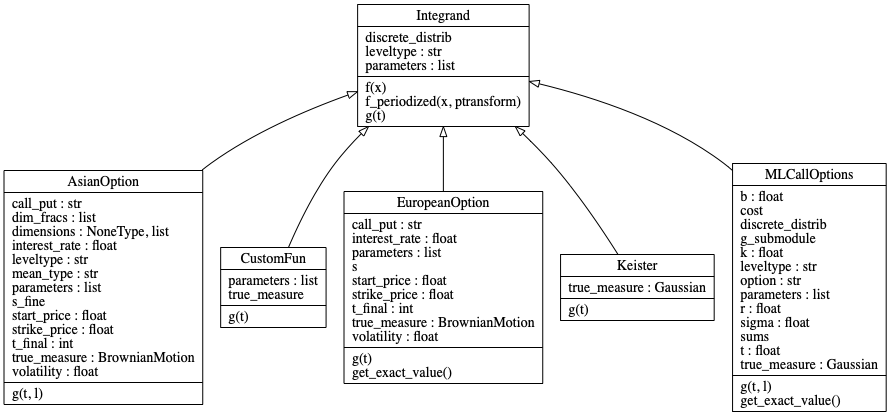 Integrand
discrete_distrib
leveltype : str
parameters : list
f(x)
f_periodized(x, ptransform)
g(t)
AsianOption
call_put : str
dim_fracs : list
dimensions : NoneType, list
interest_rate : float
leveltype : str
mean_type : str
parameters : list
s_fine
start_price : float
strike_price : float
t_final : int
true_measure : BrownianMotion
volatility : float
g(t, l)
CustomFun
parameters : list
true_measure
g(t)
EuropeanOption
call_put : str
interest_rate : float
parameters : list
s
start_price : float
strike_price : float
t_final : int
true_measure : BrownianMotion
volatility : float
g(t)
get_exact_value()
Keister
true_measure : Gaussian
g(t)
MLCallOptions
b : float
cost
discrete_distrib
g_submodule
k : float
leveltype : str
option : str
parameters : list
r : float
sigma : float
sums
t : float
true_measure : Gaussian
g(t, l)
get_exact_value()